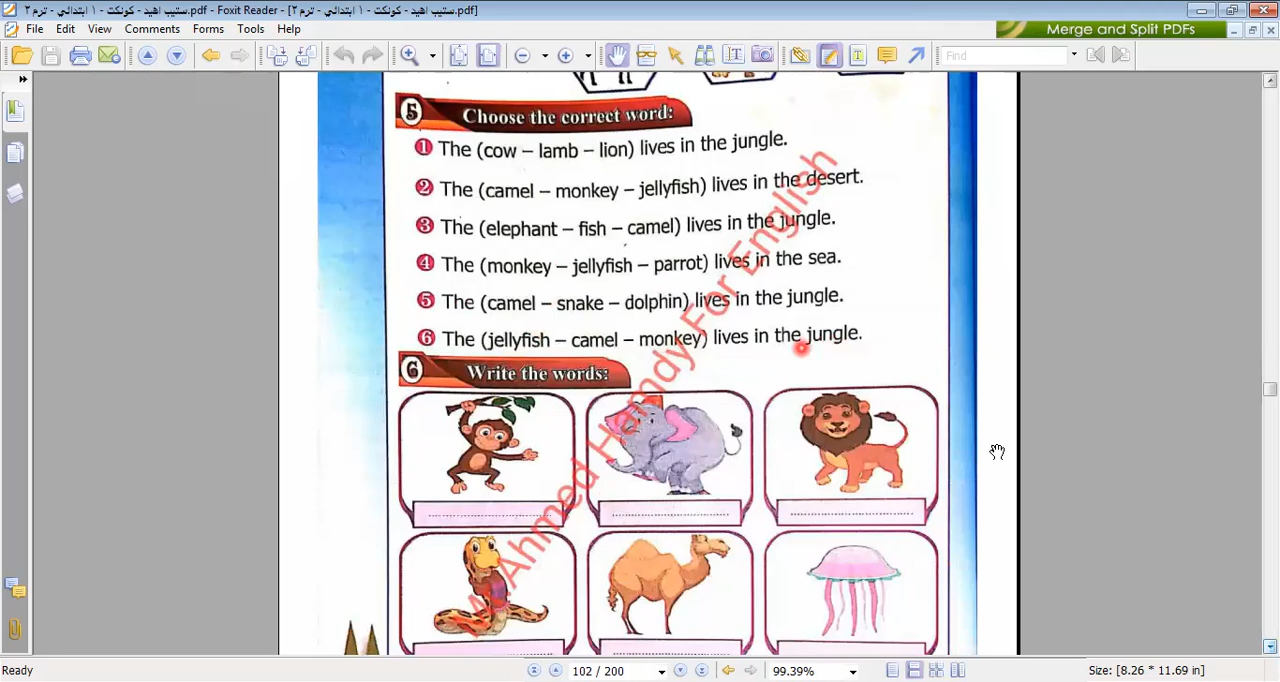 ستيب اهيد - كونكت - ١ ابتدائي - ترم ٢.pdf - Foxit Reader - [ستيب اهيد - كونكت - ١ ابتدائي - ترم ٢.pdf]
File Edit View Comments Forms Tools Help
Merge and Split PDFs
Find
5 Choose the correct word:
1 The (cow – lamb – lion) lives in the jungle.
2 The (camel – monkey – jellyfish) lives in the desert.
3 The (elephant – fish – camel) lives in the jungle.
4 The (monkey – jellyfish – parrot) lives in the sea.
5 The (camel – snake – dolphin) lives in the jungle.
6 The (jellyfish – camel – monkey) lives in the jungle.
6 Write the words:
Ahmed Hamdy For English
Ready
102 / 200
99.39%
Size: [8.26 * 11.69 in]